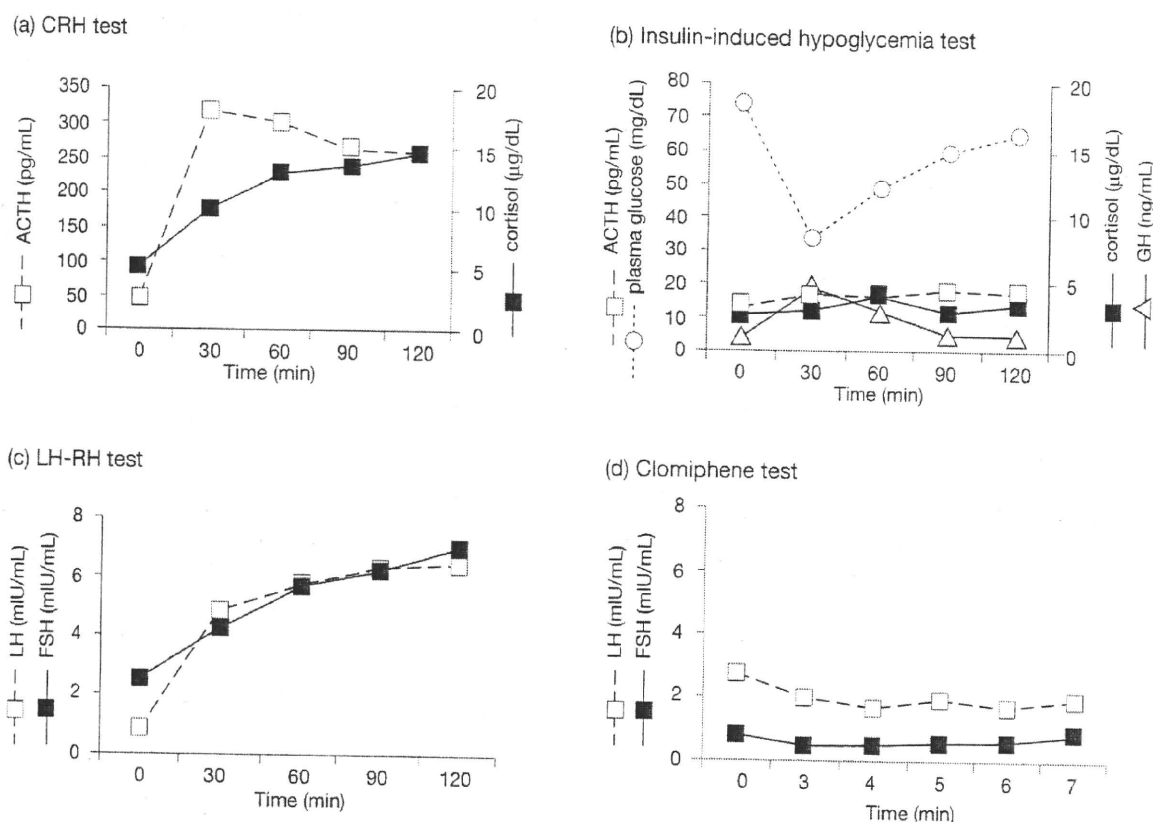 (a) CRH test
ACTH (pg/mL)
350
300
250
200
150
100
50
0
20
15
10
5
0
cortisol (µg/dL)
0 30 60 90 120
Time (min)
(b) Insulin-induced hypoglycemia test
ACTH (pg/mL)
plasma glucose (mg/dL)
80
70
60
50
40
30
20
10
0
20
15
10
5
0
cortisol (µg/dL)
GH (ng/mL)
0 30 60 90 120
Time (min)
(c) LH-RH test
LH (mIU/mL)
FSH (mIU/mL)
8
6
4
2
0
0 30 60 90 120
Time (min)
(d) Clomiphene test
LH (mIU/mL)
FSH (mIU/mL)
8
6
4
2
0
0 3 4 5 6 7
Time (min)